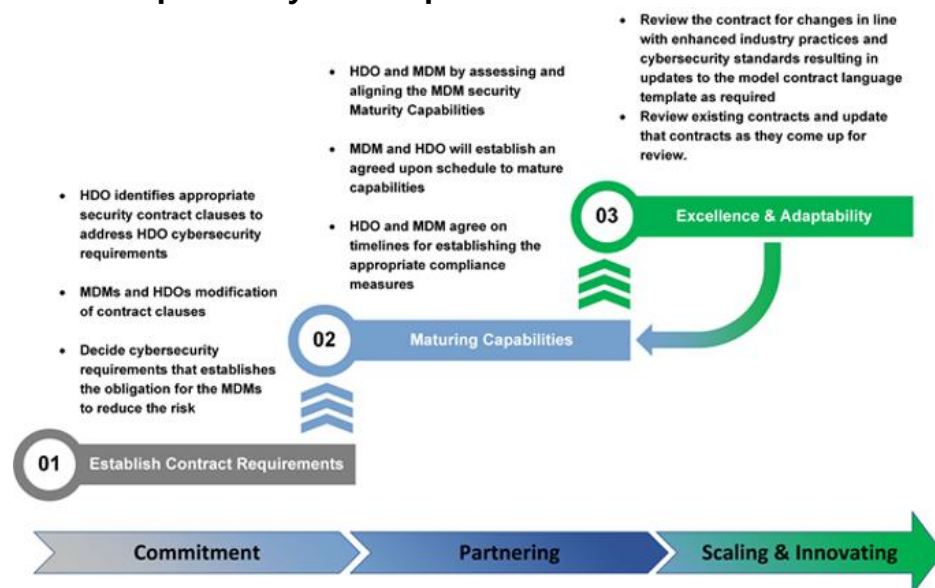 • Review the contract for changes in line
with enhanced industry practices and
cybersecurity standards resulting in
updates to the model contract language
template as required
• Review existing contracts and update
that contracts as they come up for
review.
• HDO and MDM by assessing and
aligning the MDM security
Maturity Capabilities
• MDM and HDO will establish an
agreed upon schedule to mature
capabilities
• HDO and MDM agree on
timelines for establishing the
appropriate compliance
measures
• HDO identifies appropriate
security contract clauses to
address HDO cybersecurity
requirements
• MDMs and HDOs modification
of contract clauses
• Decide cybersecurity
requirements that establishes
the obligation for the MDMs
to reduce the risk
03 Excellence & Adaptability
02 Maturing Capabilities
01 Establish Contract Requirements
Commitment Partnering Scaling & Innovating